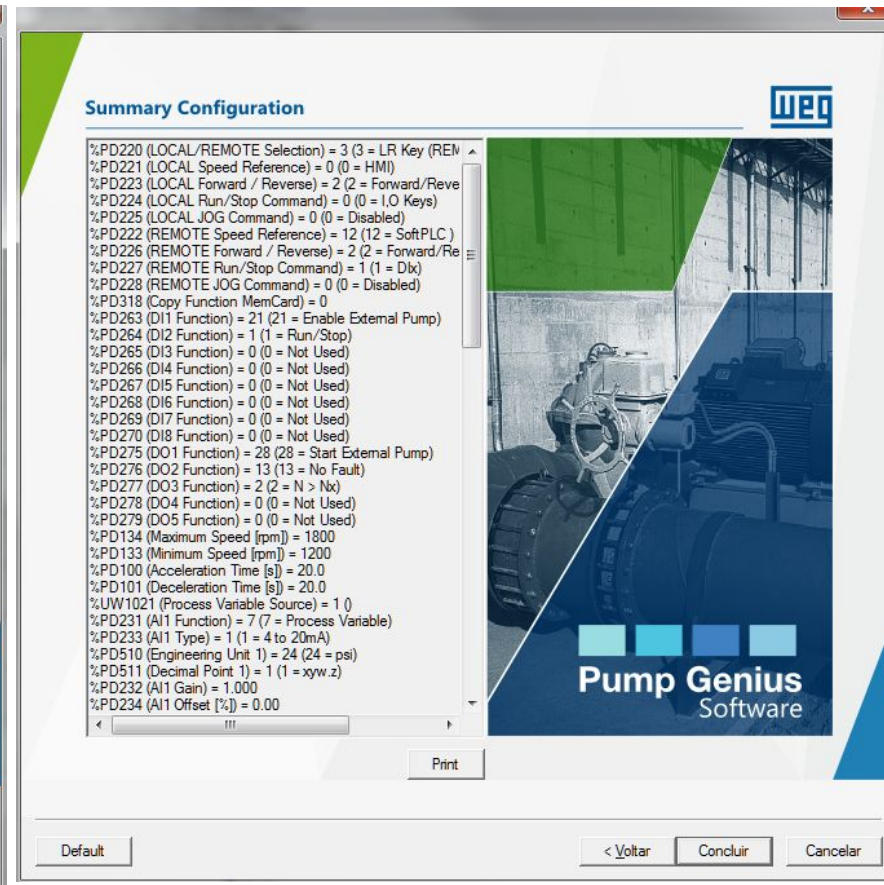 Summary Configuration
weg
%PD220 (LOCAL/REMOTE Selection) = 3 (3 = LR Key (REM
%PD221 (LOCAL Speed Reference) = 0 (0 = HMI)
%PD223 (LOCAL Forward / Reverse) = 2 (2 = Forward/Reve
%PD224 (LOCAL Run/Stop Command) = 0 (0 = I,O Keys)
%PD225 (LOCAL JOG Command) = 0 (0 = Disabled)
%PD222 (REMOTE Speed Reference) = 12 (12 = SoftPLC )
%PD226 (REMOTE Forward / Reverse) = 2 (2 = Forward/Re
%PD227 (REMOTE Run/Stop Command) = 1 (1 = DIx)
%PD228 (REMOTE JOG Command) = 0 (0 = Disabled)
%PD318 (Copy Function MemCard) = 0
%PD263 (DI1 Function) = 21 (21 = Enable External Pump)
%PD264 (DI2 Function) = 1 (1 = Run/Stop)
%PD265 (DI3 Function) = 0 (0 = Not Used)
%PD266 (DI4 Function) = 0 (0 = Not Used)
%PD267 (DI5 Function) = 0 (0 = Not Used)
%PD268 (DI6 Function) = 0 (0 = Not Used)
%PD269 (DI7 Function) = 0 (0 = Not Used)
%PD270 (DI8 Function) = 0 (0 = Not Used)
%PD275 (DO1 Function) = 28 (28 = Start External Pump)
%PD276 (DO2 Function) = 13 (13 = No Fault)
%PD277 (DO3 Function) = 2 (2 = N > Nx)
%PD278 (DO4 Function) = 0 (0 = Not Used)
%PD279 (DO5 Function) = 0 (0 = Not Used)
%PD134 (Maximum Speed [rpm]) = 1800
%PD133 (Minimum Speed [rpm]) = 1200
%PD100 (Acceleration Time [s]) = 20.0
%PD101 (Deceleration Time [s]) = 20.0
%UW1021 (Process Variable Source) = 1 ()
%PD231 (AI1 Function) = 7 (7 = Process Variable)
%PD233 (AI1 Type) = 1 (1 = 4 to 20mA)
%PD510 (Engineering Unit 1) = 24 (24 = psi)
%PD511 (Decimal Point 1) = 1 (1 = xyw.z)
%PD232 (AI1 Gain) = 1.000
%PD234 (AI1 Offset [%]) = 0.00
Pump Genius
Software
Print
Default
< Voltar
Concluir
Cancelar